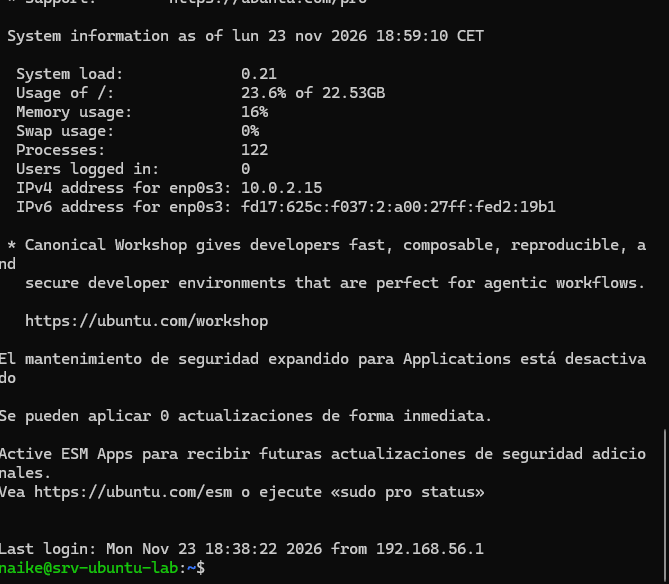 * Support:        https://ubuntu.com/pro
System information as of lun 23 nov 2026 18:59:10 CET
System load:             0.21
Usage of /:              23.6% of 22.53GB
Memory usage:            16%
Swap usage:              0%
Processes:               122
Users logged in:         0
IPv4 address for enp0s3: 10.0.2.15
IPv6 address for enp0s3: fd17:625c:f037:2:a00:27ff:fed2:19b1
* Canonical Workshop gives developers fast, composable, reproducible, a
nd
secure developer environments that are perfect for agentic workflows.
https://ubuntu.com/workshop
El mantenimiento de seguridad expandido para Applications está desactiva
do
Se pueden aplicar 0 actualizaciones de forma inmediata.
Active ESM Apps para recibir futuras actualizaciones de seguridad adicio
nales.
Vea https://ubuntu.com/esm o ejecute «sudo pro status»
Last login: Mon Nov 23 18:38:22 2026 from 192.168.56.1
naike@srv-ubuntu-lab:~$